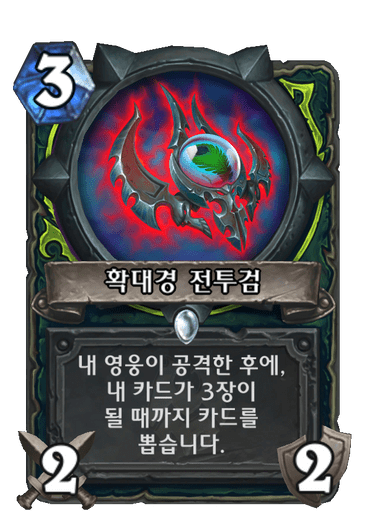 3
확대경 전투검
내 영웅이 공격한 후에,
내 카드가 3장이
될 때까지 카드를
뽑습니다.
2
2